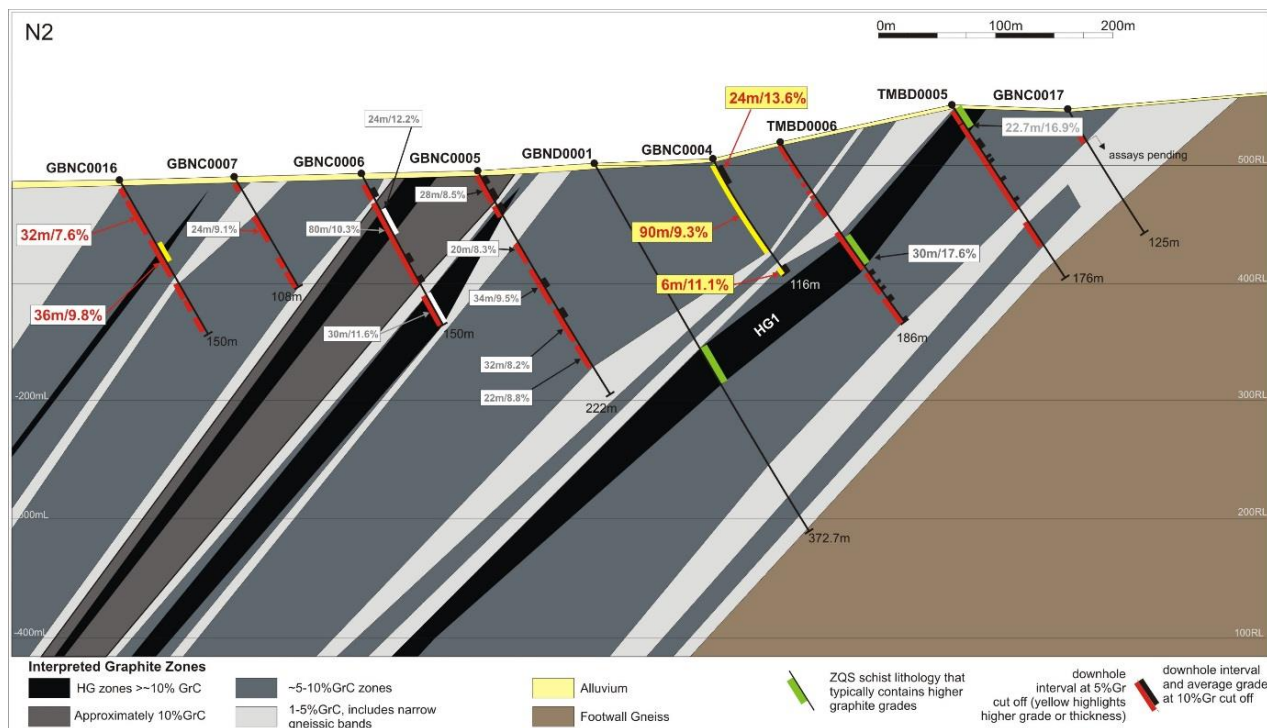 N2
0m 100m 200m
24m/13.6%
TMBD0005
GBNC0017
24m/12.2%
TMBD0006
22.7m/16.9%
GBNC0016
GBNC0007
GBNC0006
GBNC0005
GBND0001
GBNC0004
assays pending
500RL
28m/8.5%
32m/7.6%
24m/9.1%
80m/10.3%
90m/9.3%
125m
20m/8.3%
30m/17.6%
176m
400RL
6m/11.1%
116m
108m
34m/9.5%
36m/9.8%
HG1
150m
30m/11.6%
150m
186m
32m/8.2%
22m/8.8%
-200mL
222m
300RL
200RL
372.7m
-400mL
100RL
Interpreted Graphite Zones
HG zones >~10% GrC
~5-10%GrC zones
Alluvium
ZQS schist lithology that
typically contains higher
graphite grades
downhole
interval at 5%Gr
cut off (yellow highlights
higher grade or thickness)
downhole interval
and average grade
at 10%Gr cut off
Approximately 10%GrC
1-5%GrC, includes narrow
gneissic bands
Footwall Gneiss